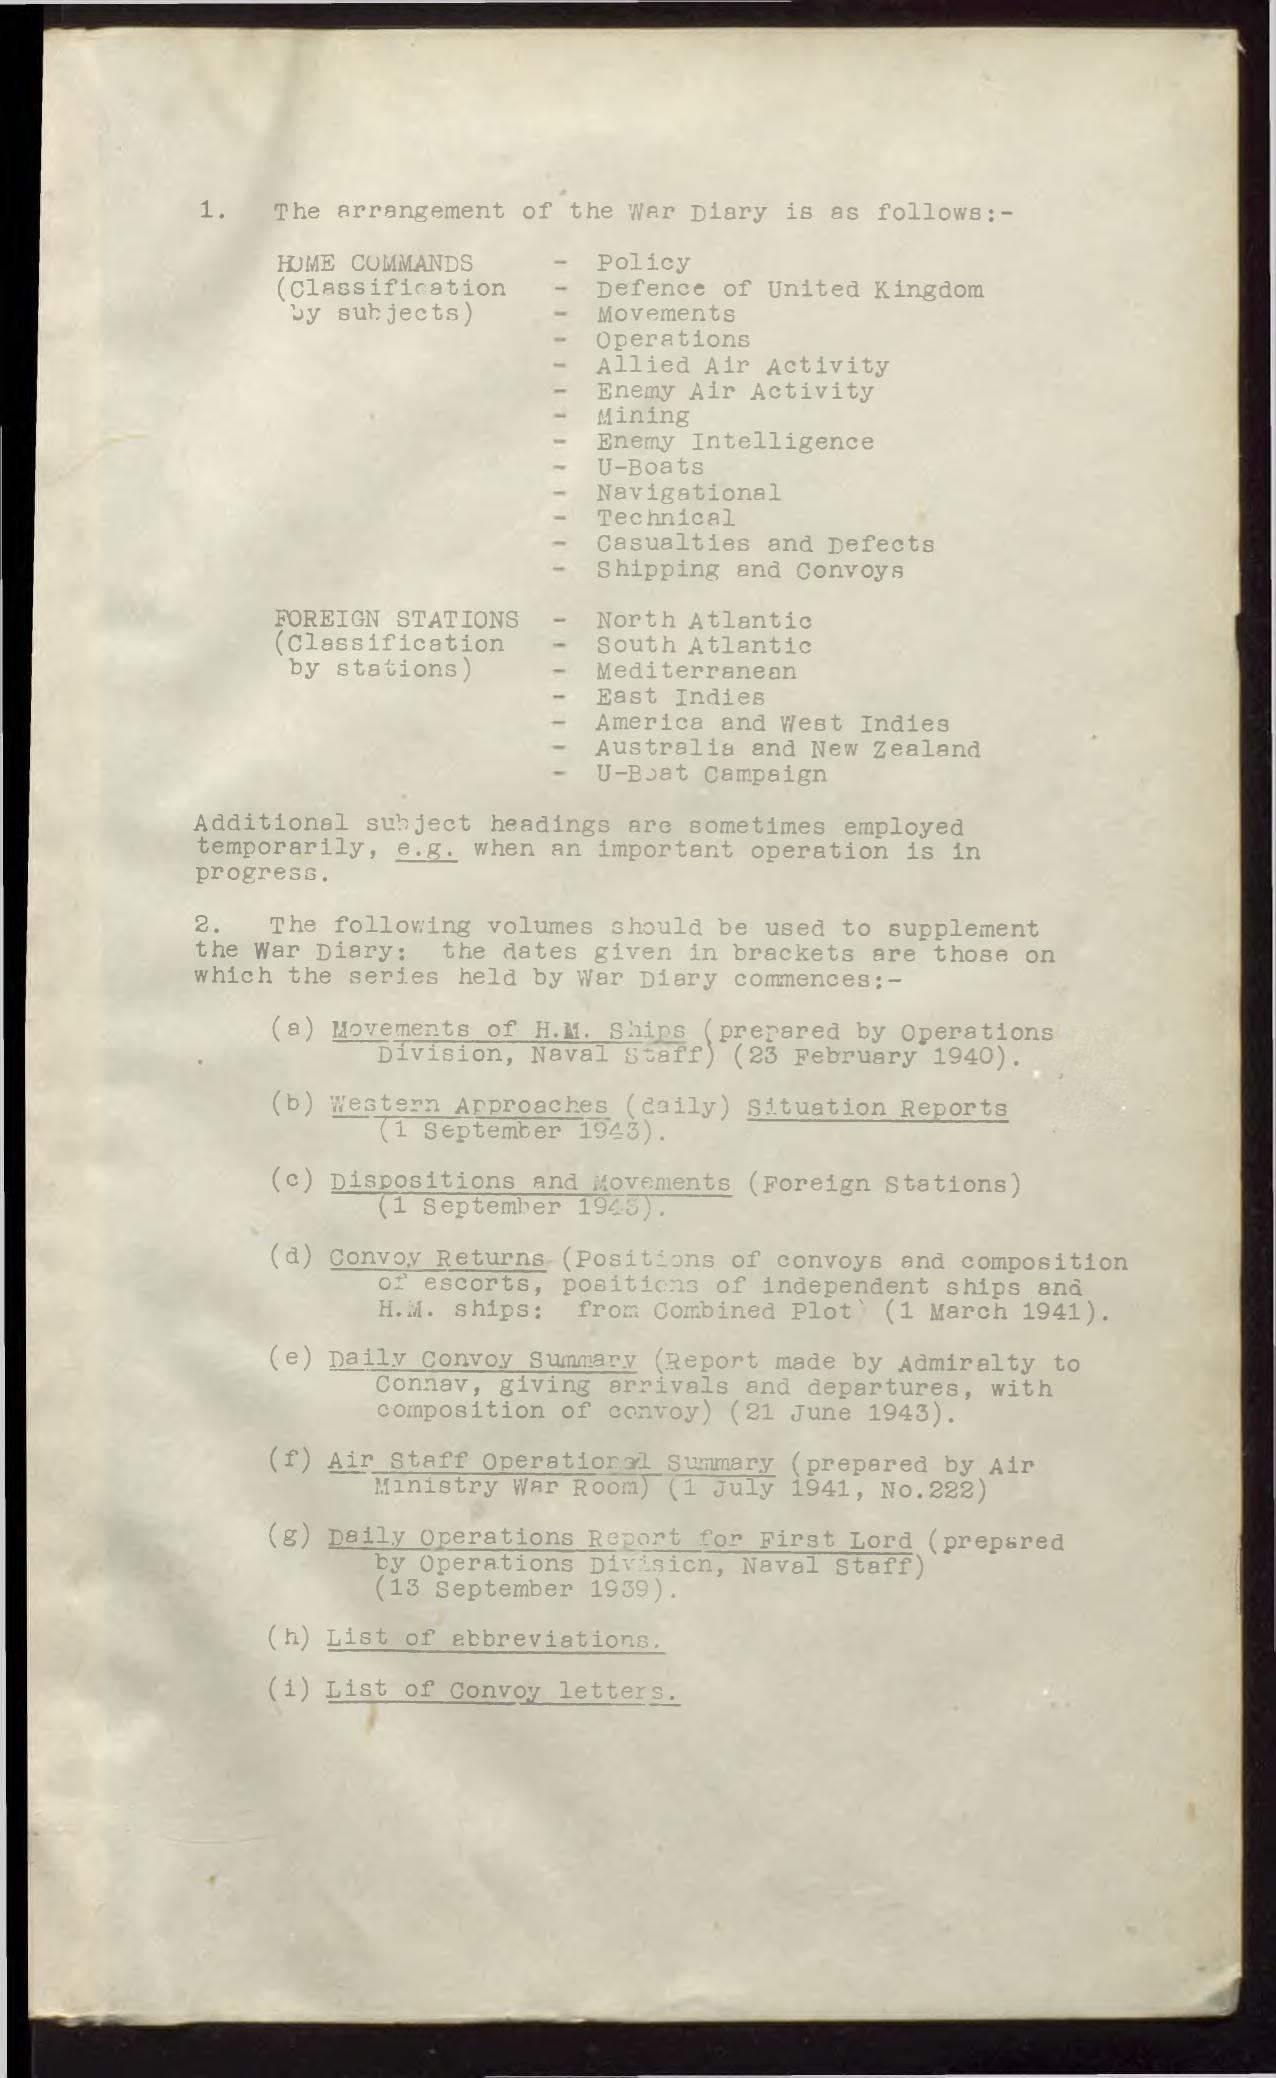 1. The arrangement of the War Diary is as follows:-
HOME COMMANDS - Policy
(Classification - Defence of United Kingdom
by subjects) - Movements
- Operations
- Allied Air Activity
- Enemy Air Activity
- Mining
- Enemy Intelligence
- U-Boats
- Navigational
- Technical
- Casualties and Defects
- Shipping and Convoys
FOREIGN STATIONS - North Atlantic
(Classification - South Atlantic
by stations) - Mediterranean
- East Indies
- America and West Indies
- Australia and New Zealand
- U-Boat Campaign
Additional subject headings are sometimes employed
temporarily, e.g. when an important operation is in
progress.
2. The following volumes should be used to supplement
the War Diary: the dates given in brackets are those on
which the series held by War Diary commences:-
(a) Movements of H.M. Ships (prepared by Operations
Division, Naval Staff) (23 February 1940).
(b) Western Approaches (daily) Situation Reports
(1 September 1943).
(c) Dispositions and Movements (Foreign Stations)
(1 September
(d) Convoy Returns (Positions of convoys and composition
of escorts, positions of independent ships and
H.M. ships: from Combined Plot) (1 March 1941).
(e) Daily Convoy Summary (Report made by Admiralty to
Connav, giving arrivals and departures, with
composition of convoy) (21 June 1943).
(f) Air Staff Operational Summary (prepared by Air
Ministry War Room) (1 July 1941, No.222)
(g) Daily Operations Report for First Lord (prepared
by Operations Division, Naval Staff)
(13 September 1939).
(h) List of abbreviations.
(i) List of Convoy letters.